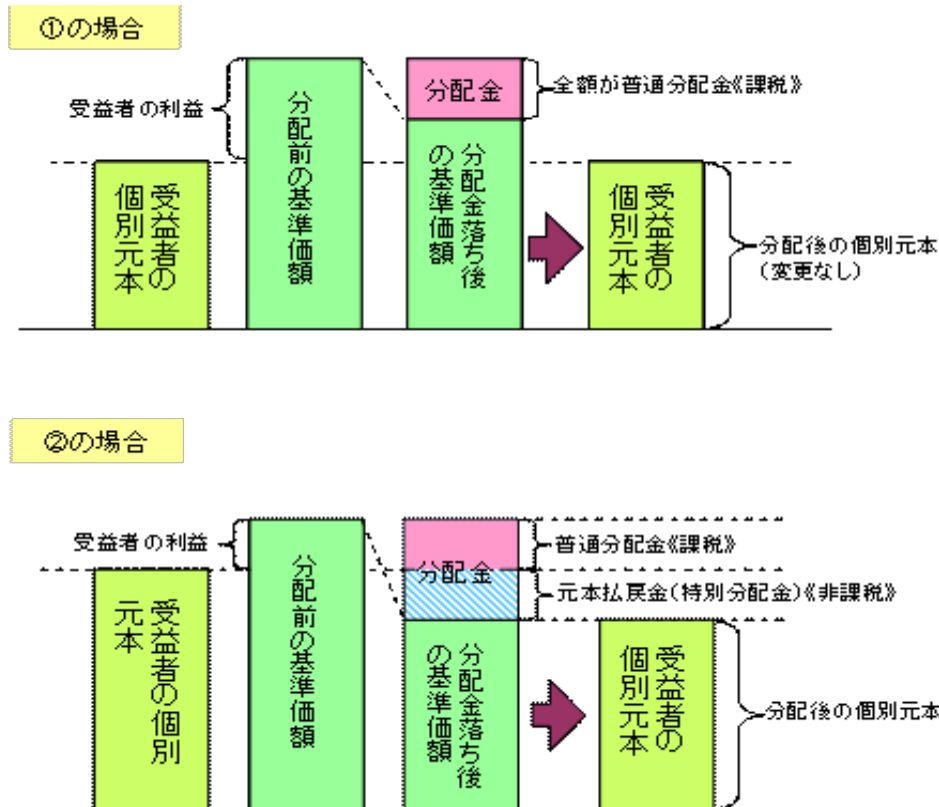 ①の場合
受益者の利益
分配前の基準価額
分配金
全額が普通分配金《課税》
受益者の
個別元本
分配金落ち後
の基準価額
受益者の
個別元本
分配後の個別元本
(変更なし)
②の場合
受益者の利益
分配前の基準価額
分配金
普通分配金《課税》
元本払戻金(特別分配金)《非課税》
受益者の個別
元本
分配金落ち後
の基準価額
受益者の
個別元本
分配後の個別元本